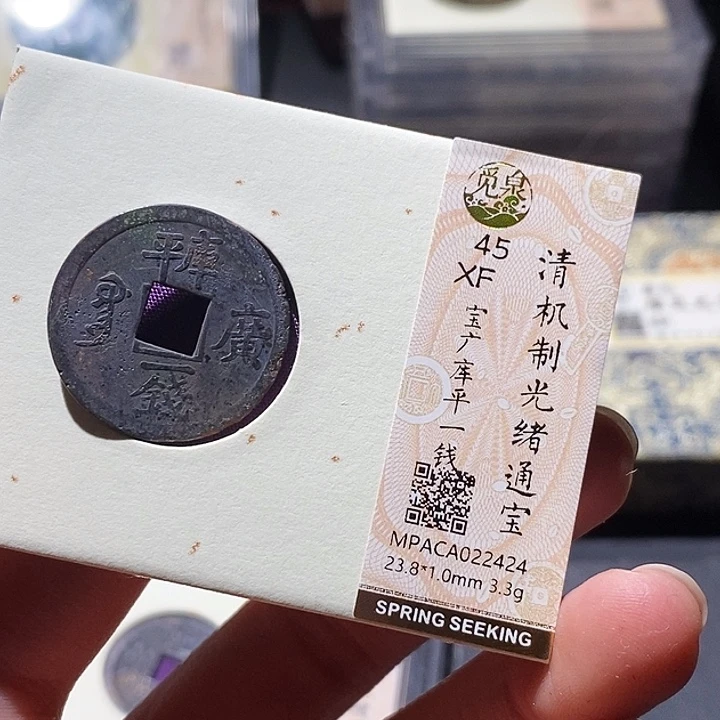 庫平
廣
一錢
觅泉
45
XF
清机制光绪通宝
宝广库平一钱
MPACA022424
23.8*1.0mm 3.3g
SPRING SEEKING